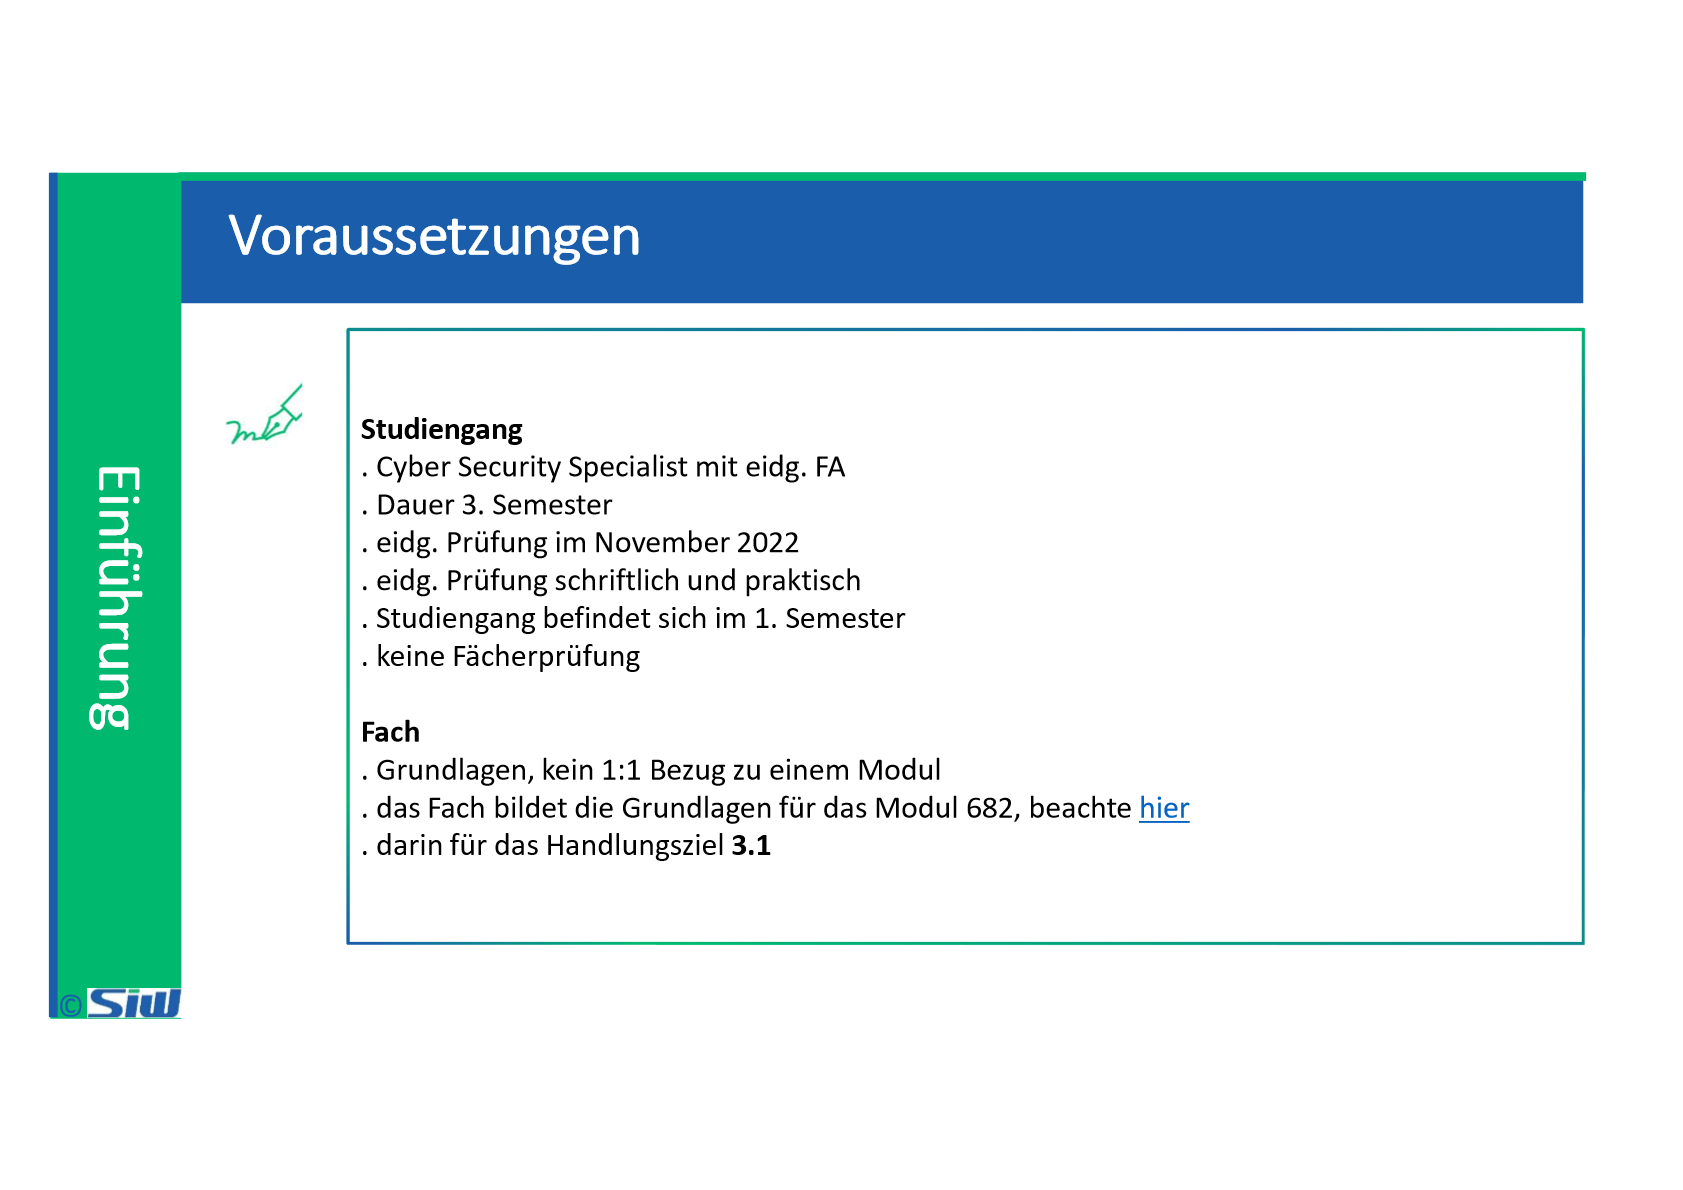 Voraussetzungen
Einführung
Studiengang
. Cyber Security Specialist mit eidg. FA
. Dauer 3. Semester
. eidg. Prüfung im November 2022
. eidg. Prüfung schriftlich und praktisch
. Studiengang befindet sich im 1. Semester
. keine Fächerprüfung
Fach
. Grundlagen, kein 1:1 Bezug zu einem Modul
. das Fach bildet die Grundlagen für das Modul 682, beachte hier
. darin für das Handlungsziel 3.1
© SiW